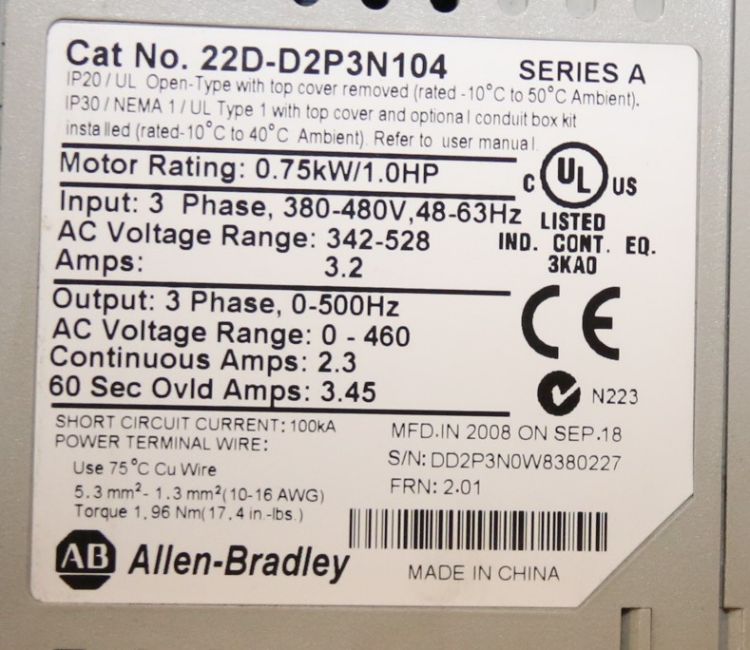 Cat No. 22D-D2P3N104 SERIES A
IP20 / UL Open-Type with top cover removed (rated -10°C to 50°C Ambient).
IP30 / NEMA 1 / UL Type 1 with top cover and optional conduit box kit
installed (rated-10°C to 40°C Ambient). Refer to user manual
Motor Rating: 0.75kW/1.0HP
C UL US
LISTED
IND. CONT. EQ.
3KA0
Input: 3 Phase, 380-480V,48-63Hz
AC Voltage Range: 342-528
Amps: 3.2
Output: 3 Phase, 0-500Hz
AC Voltage Range: 0 - 460
Continuous Amps: 2.3
60 Sec Ovld Amps: 3.45
CE
N223
SHORT CIRCUIT CURRENT: 100kA
POWER TERMINAL WIRE:
Use 75°C Cu Wire
5.3 mm²- 1.3 mm²(10-16 AWG)
Torque 1,96 Nm(17,4 in.-lbs.)
MFD.IN 2008 ON SEP.18
S/N: DD2P3N0W8380227
FRN: 2.01
AB Allen-Bradley
MADE IN CHINA